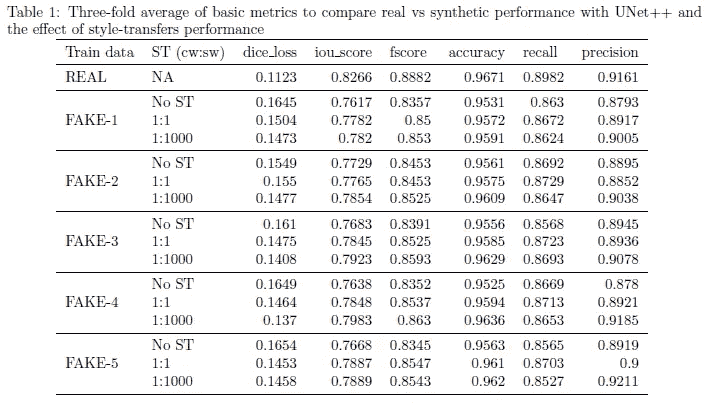 Table 1: Three-fold average of basic metrics to compare real vs synthetic performance with UNet++ and
the effect of style-transfers performance
Train data ST (cw:sw) dice_loss iou_score fscore accuracy recall precision
REAL NA 0.1123 0.8266 0.8882 0.9671 0.8982 0.9161
No ST 0.1645 0.7617 0.8357 0.9531 0.863 0.8793
FAKE-1 1:1 0.1504 0.7782 0.85 0.9572 0.8672 0.8917
1:1000 0.1473 0.782 0.853 0.9591 0.8624 0.9005
No ST 0.1549 0.7729 0.8453 0.9561 0.8692 0.8895
FAKE-2 1:1 0.155 0.7765 0.8453 0.9575 0.8729 0.8852
1:1000 0.1477 0.7854 0.8525 0.9609 0.8647 0.9038
No ST 0.161 0.7683 0.8391 0.9556 0.8568 0.8945
FAKE-3 1:1 0.1475 0.7845 0.8525 0.9585 0.8723 0.8936
1:1000 0.1408 0.7923 0.8593 0.9629 0.8693 0.9078
No ST 0.1649 0.7638 0.8352 0.9525 0.8669 0.878
FAKE-4 1:1 0.1464 0.7848 0.8537 0.9594 0.8713 0.8921
1:1000 0.137 0.7983 0.863 0.9636 0.8653 0.9185
No ST 0.1654 0.7668 0.8345 0.9563 0.8565 0.8919
FAKE-5 1:1 0.1453 0.7887 0.8547 0.961 0.8703 0.9
1:1000 0.1458 0.7889 0.8543 0.962 0.8527 0.9211